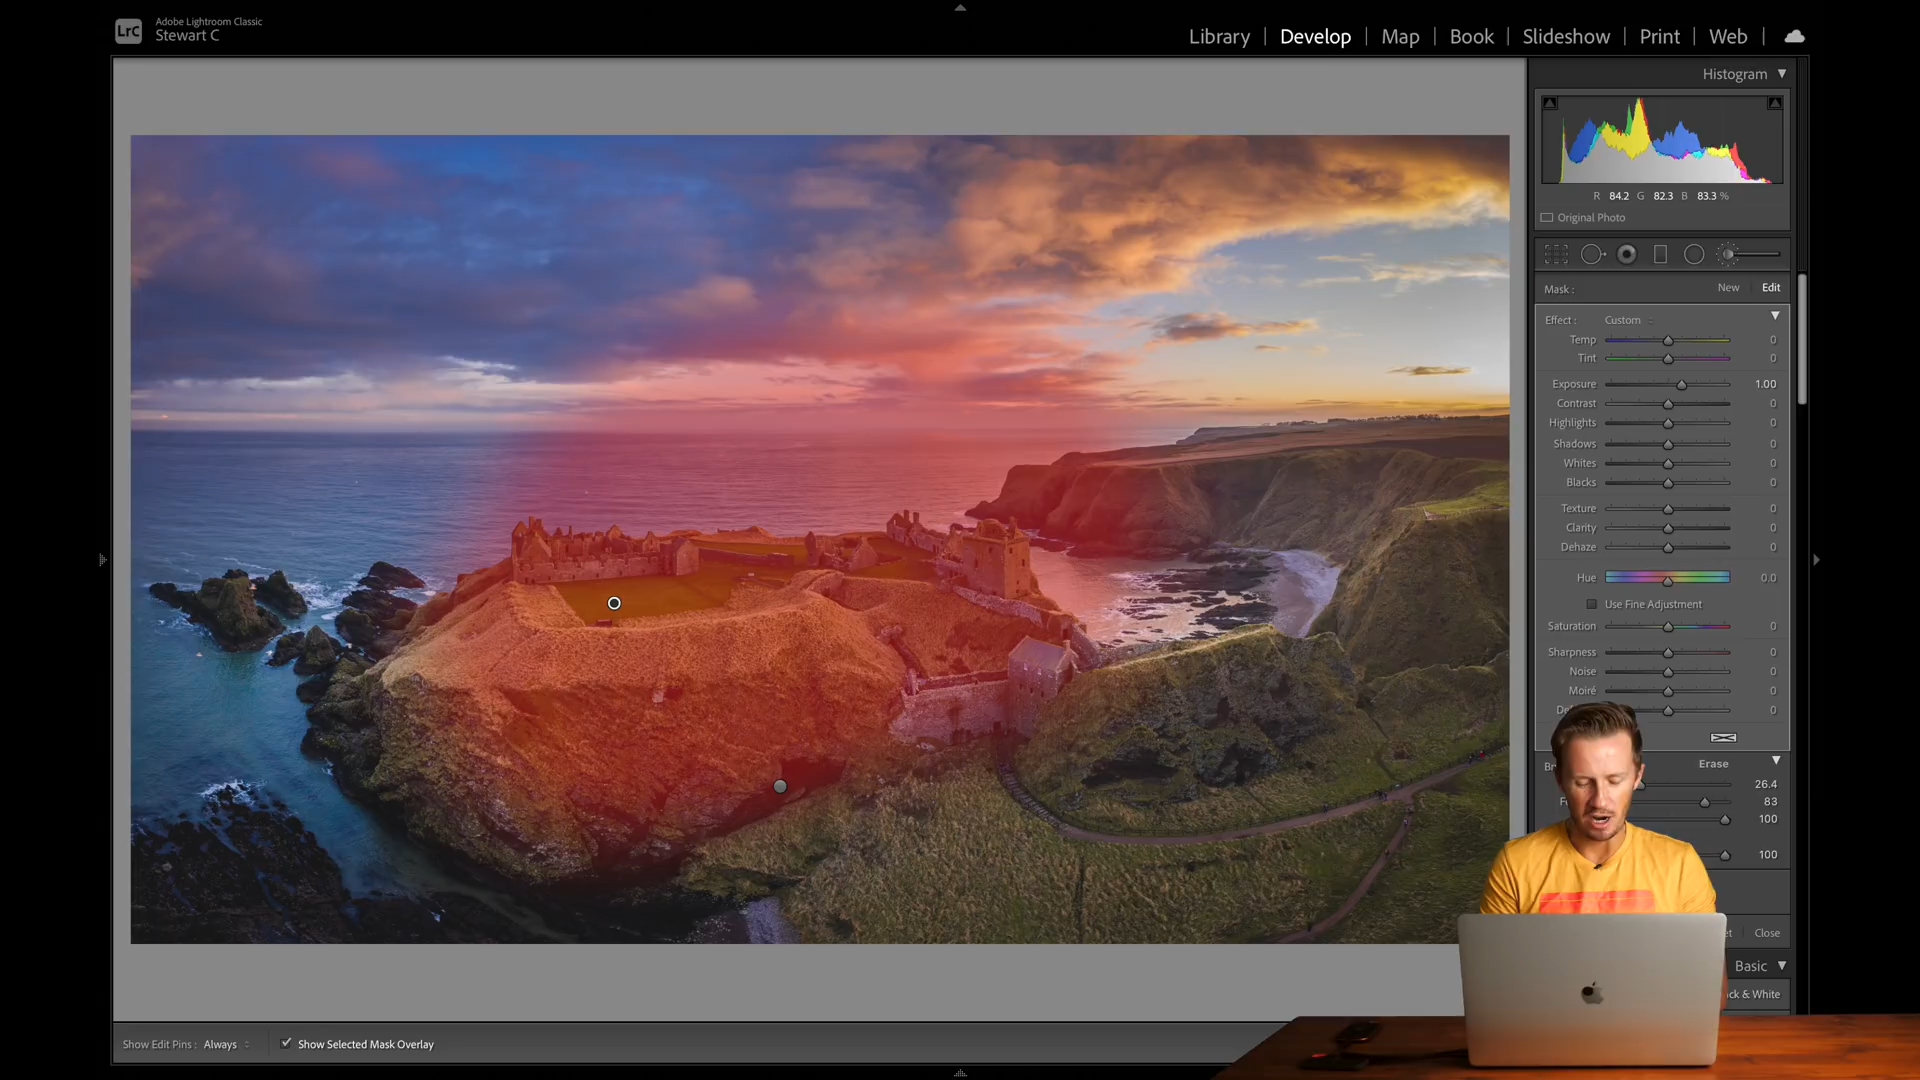 LrC
Adobe Lightroom Classic
Stewart C
Library | Develop | Map | Book | Slideshow | Print | Web |
Histogram
R 84.2 G 82.3 B 83.3 %
Original Photo
Mask : New Edit
Effect : Custom
Temp 0
Tint 0
Exposure 1.00
Contrast 0
Highlights 0
Shadows 0
Whites 0
Blacks 0
Texture 0
Clarity 0
Dehaze 0
Hue 0.0
Use Fine Adjustment
Saturation 0
Sharpness 0
Noise 0
Moiré 0
0
Erase
26.4
83
100
100
Close
Basic
ck & White
Show Edit Pins : Always
Show Selected Mask Overlay